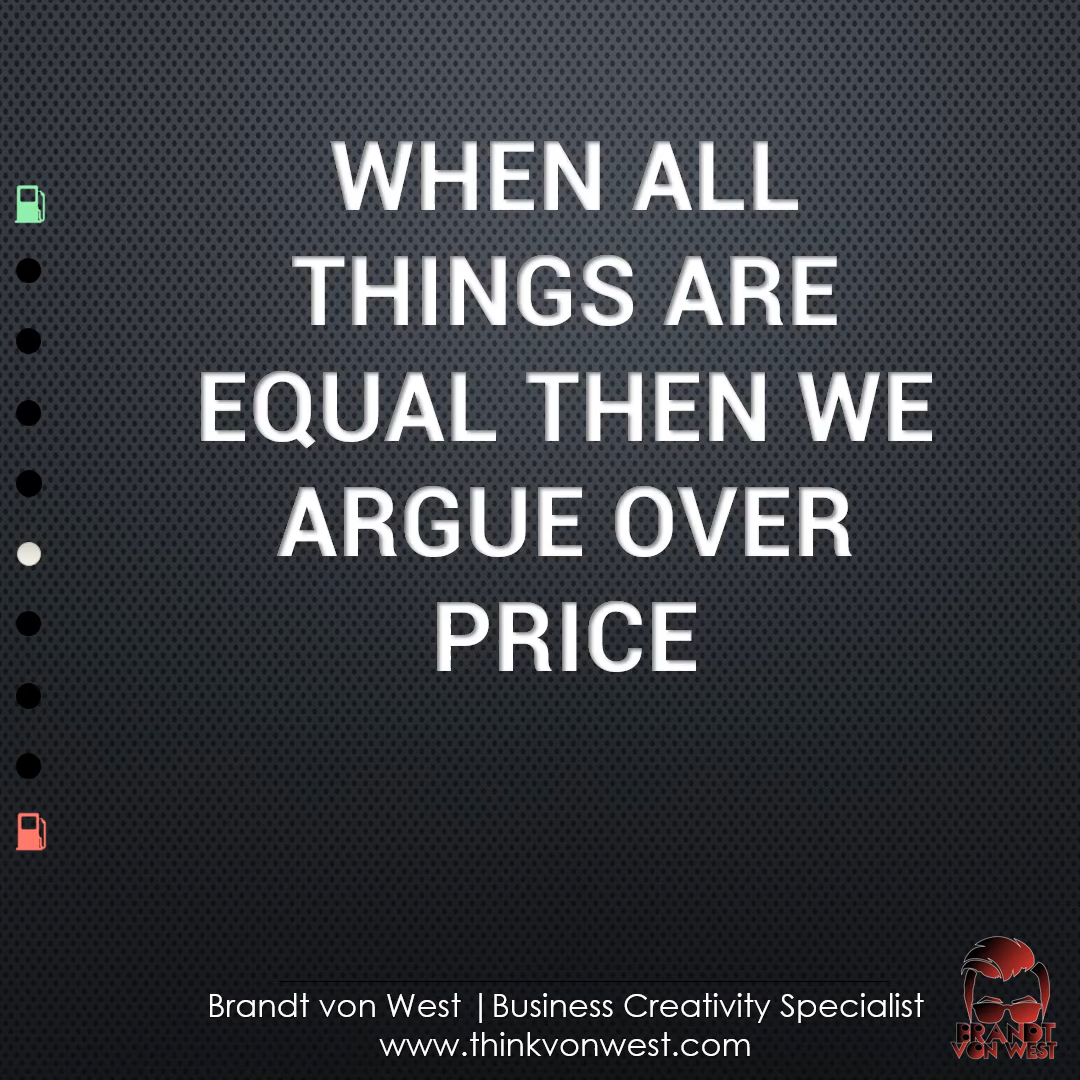 WHEN ALL
THINGS ARE
EQUAL THEN WE
ARGUE OVER
PRICE
Brandt von West |Business Creativity Specialist
www.thinkvonwest.com
BRANDT
VON WEST